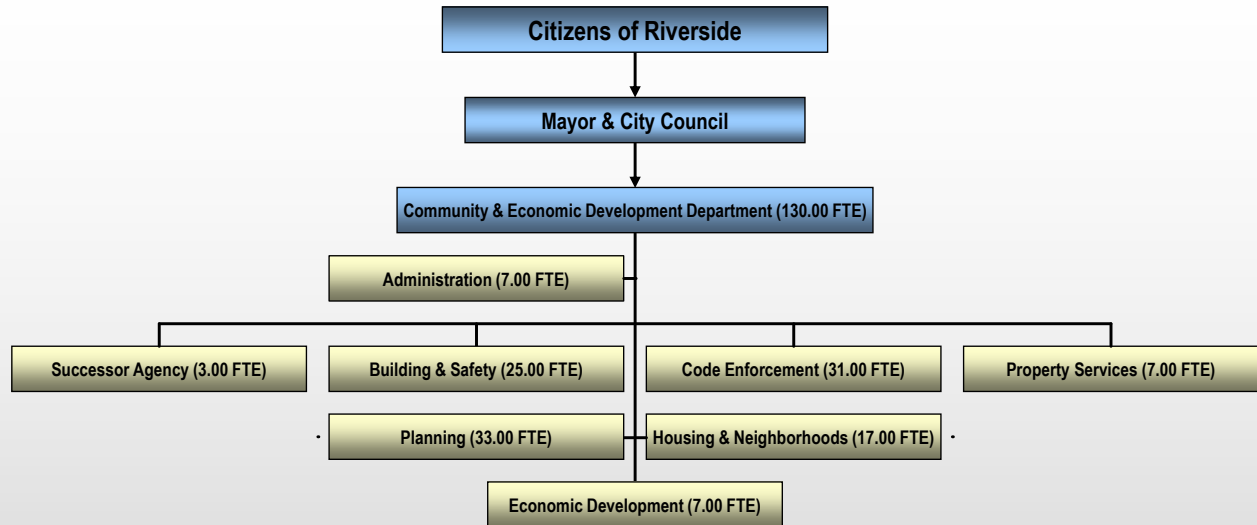 Citizens of Riverside
Mayor & City Council
Community & Economic Development Department (130.00 FTE)
Administration (7.00 FTE)
Successor Agency (3.00 FTE)
Building & Safety (25.00 FTE)
Code Enforcement (31.00 FTE)
Property Services (7.00 FTE)
Planning (33.00 FTE)
Housing & Neighborhoods (17.00 FTE)
Economic Development (7.00 FTE)